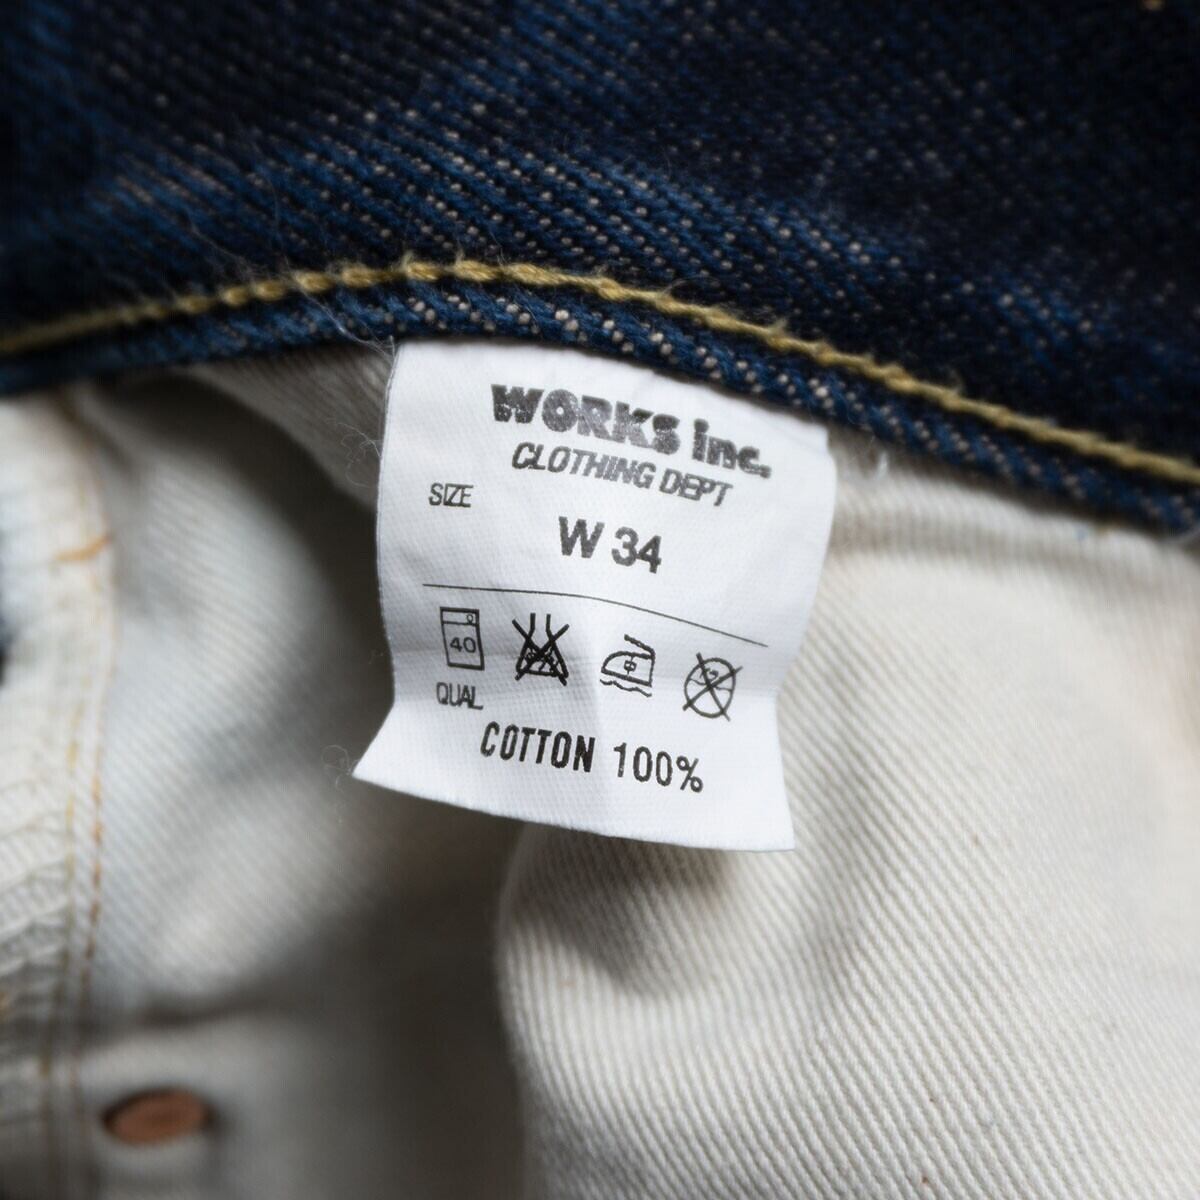 WORKS inc.
CLOTHING DEPT
SIZE
W 34
40
QUAL
COTTON 100%